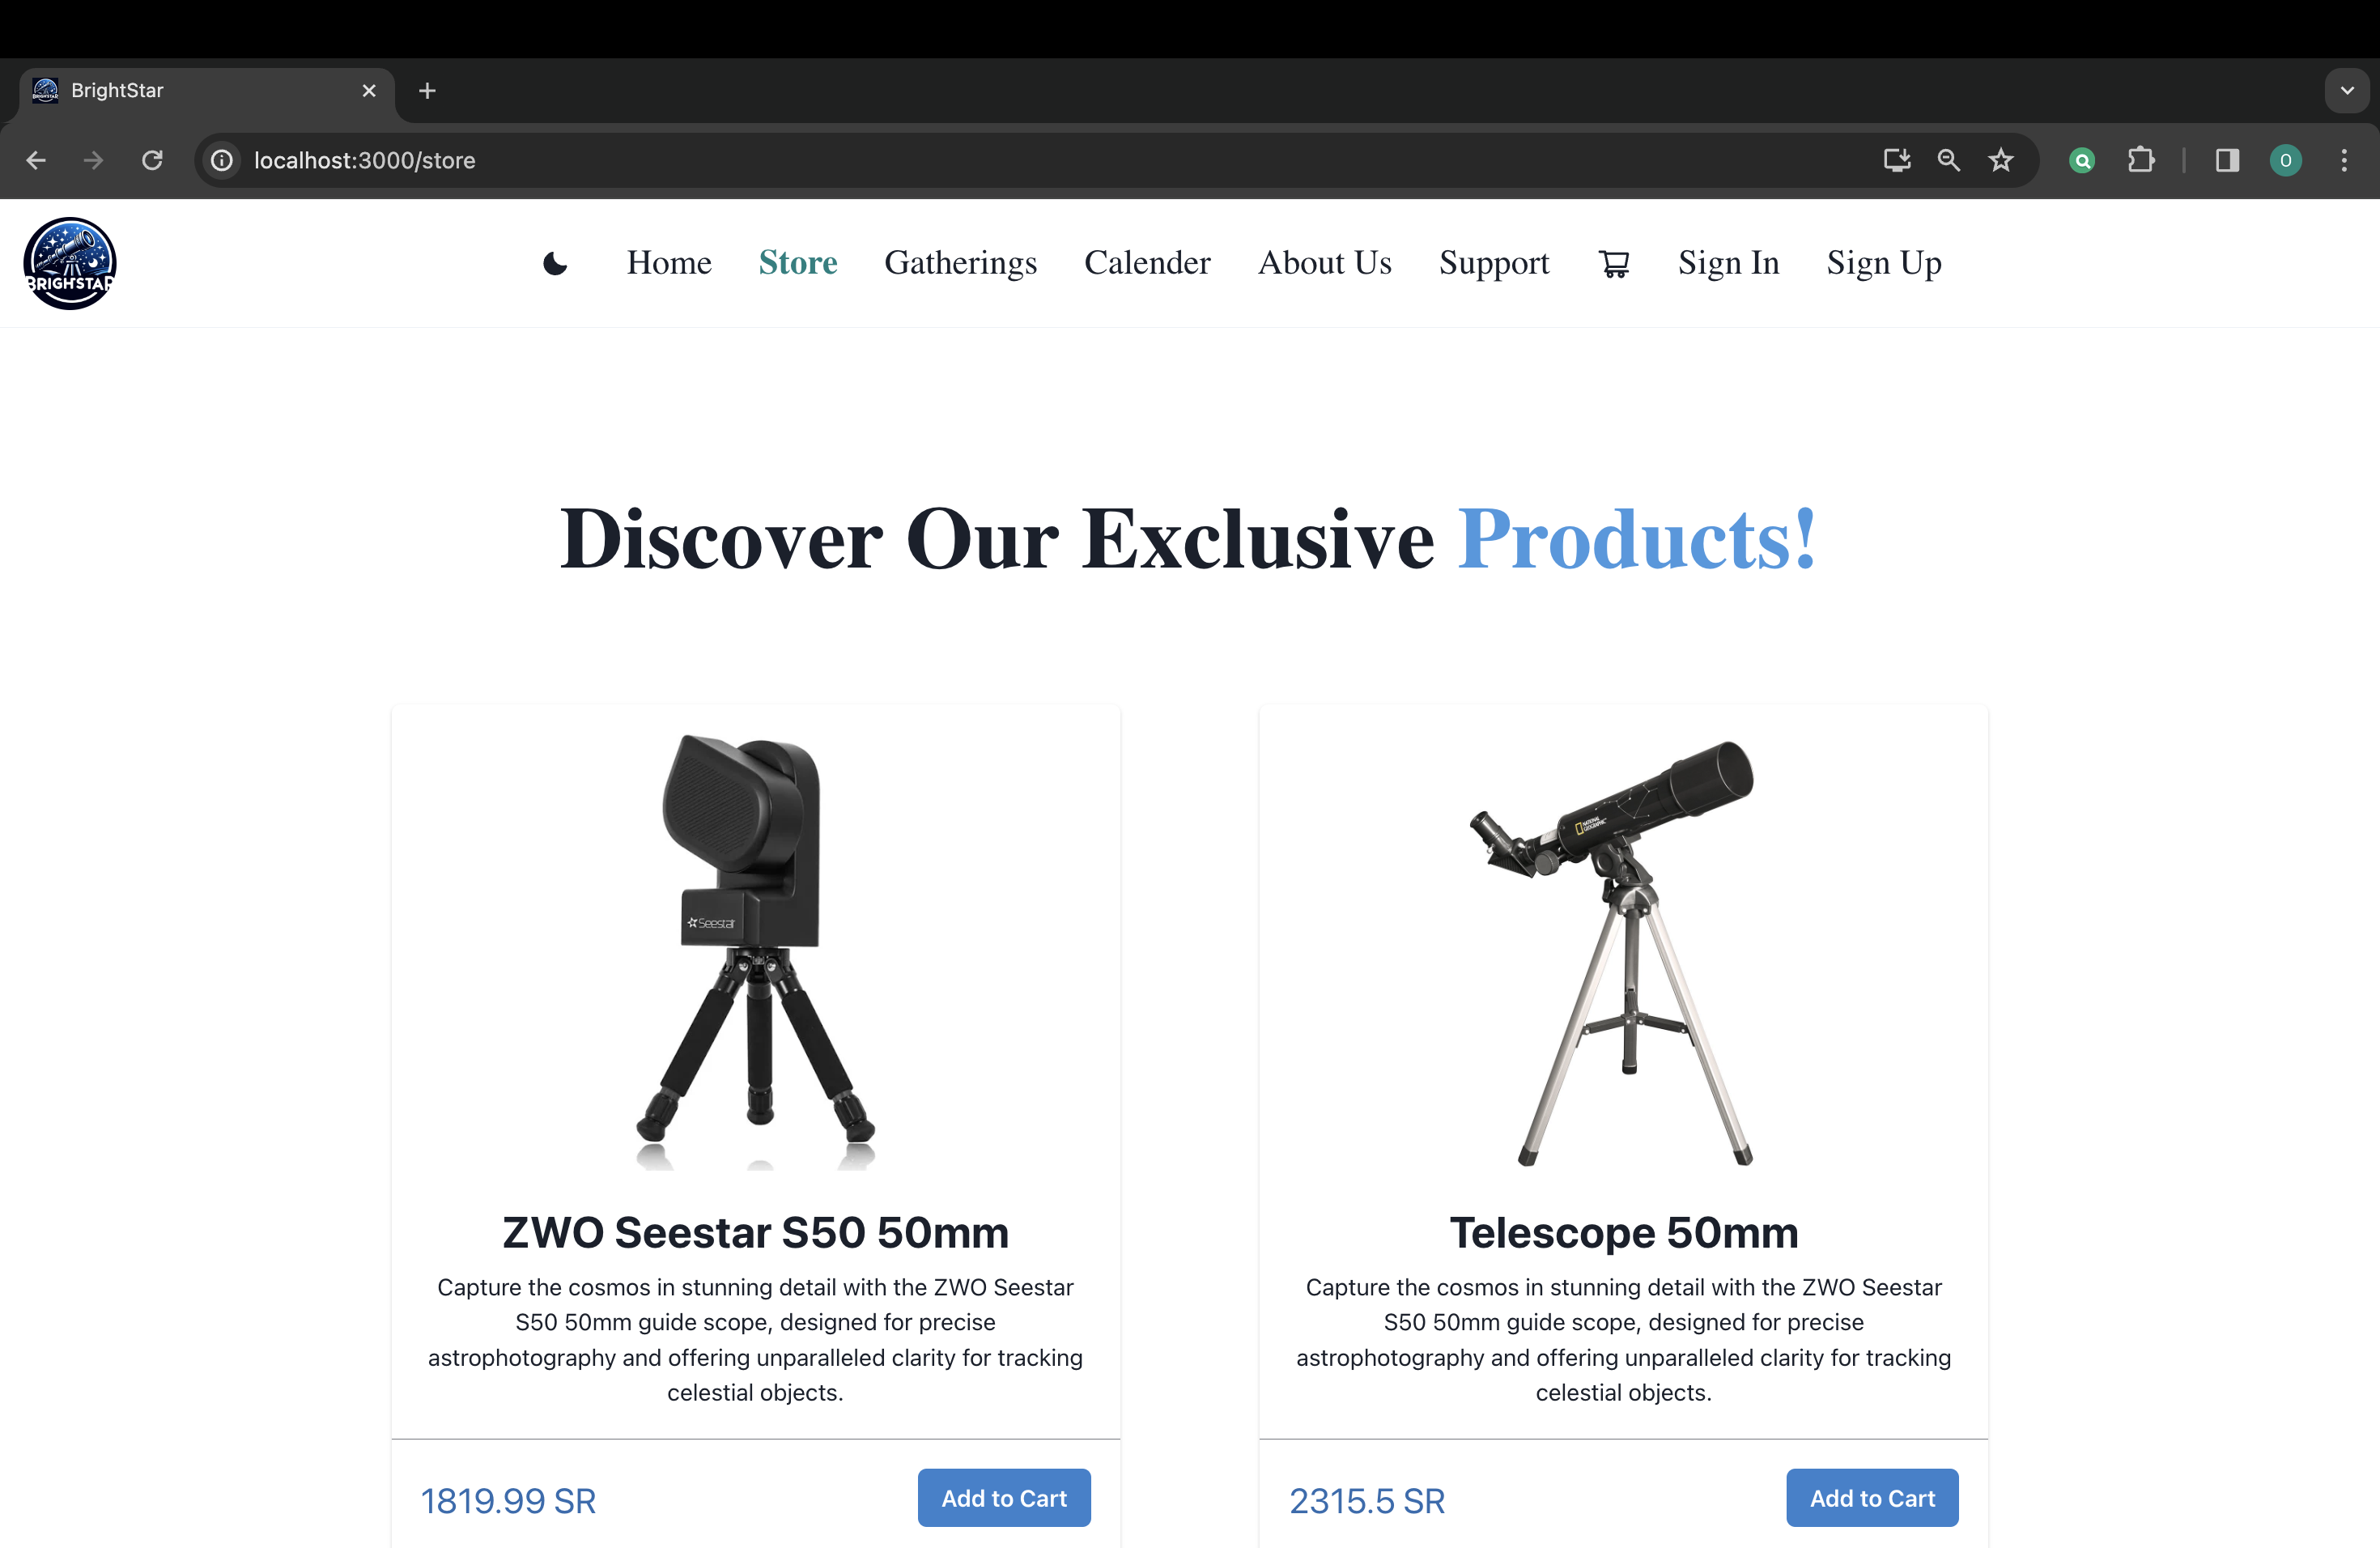 BrightStar
localhost:3000/store
O
BRIGHSTAR
Home Store Gatherings Calender About Us Support Sign In Sign Up
Discover Our Exclusive Products!
Seestar
NATIONAL
GEOGRAPHIC
ZWO Seestar S50 50mm
Capture the cosmos in stunning detail with the ZWO Seestar
S50 50mm guide scope, designed for precise
astrophotography and offering unparalleled clarity for tracking
celestial objects.
1819.99 SR
Add to Cart
Telescope 50mm
Capture the cosmos in stunning detail with the ZWO Seestar
S50 50mm guide scope, designed for precise
astrophotography and offering unparalleled clarity for tracking
celestial objects.
2315.5 SR
Add to Cart